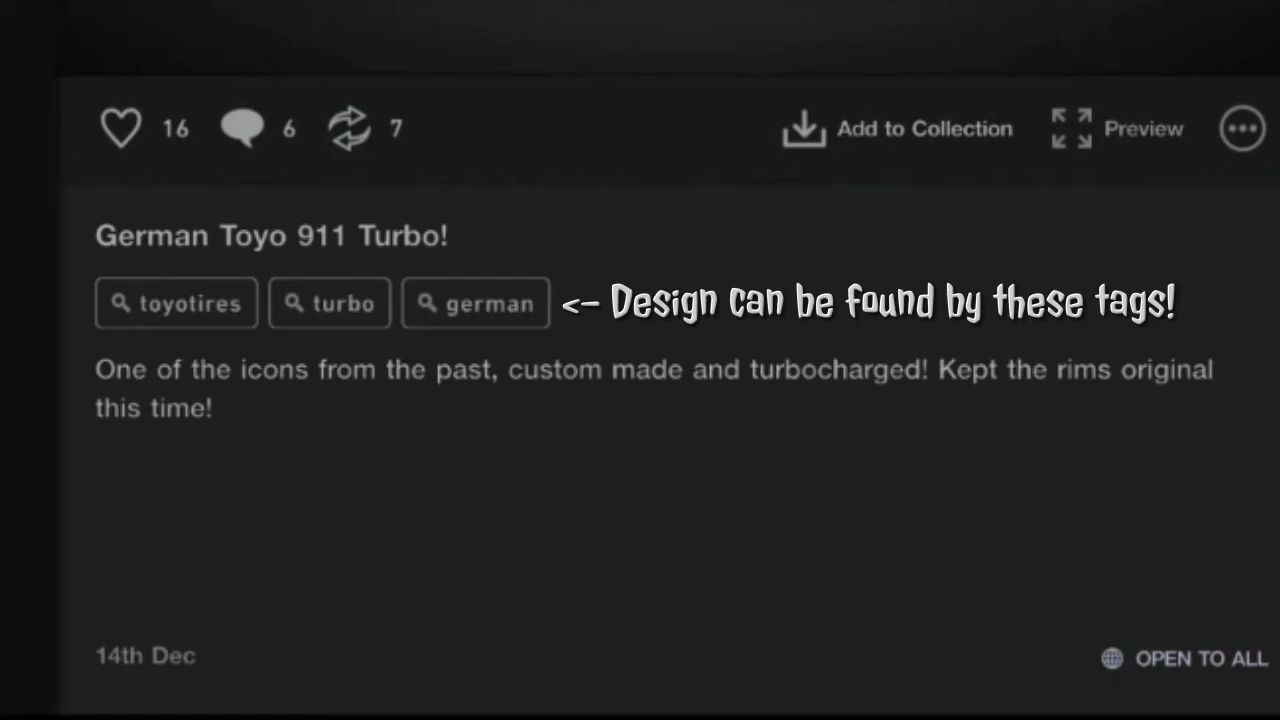 16 6 7 Add to Collection Preview
German Toyo 911 Turbo!
toyotires turbo german <- Design can be found by these tags!
One of the icons from the past, custom made and turbocharged! Kept the rims original
this time!
14th Dec OPEN TO ALL